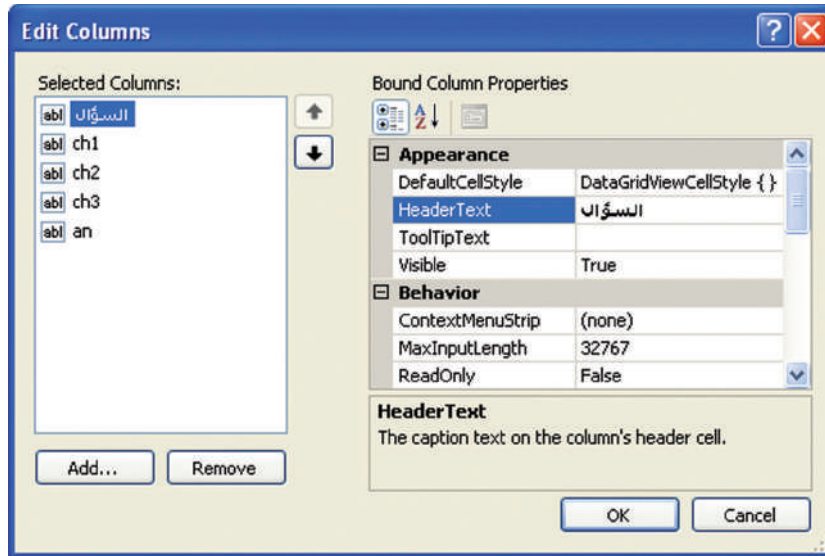 Edit Columns
Selected Columns:
السؤال
ch1
ch2
ch3
an
Add...
Remove
Bound Column Properties
Appearance
DefaultCellStyle DataGridViewCellStyle { }
HeaderText السؤال
ToolTipText
Visible True
Behavior
ContextMenuStrip (none)
MaxInputLength 32767
ReadOnly False
HeaderText
The caption text on the column's header cell.
OK
Cancel